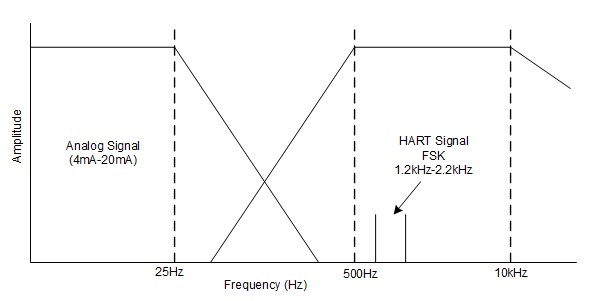 Amplitude
Analog Signal
(4mA-20mA)
HART Signal
FSK
1.2kHz-2.2kHz
25Hz
500Hz
10kHz
Frequency (Hz)